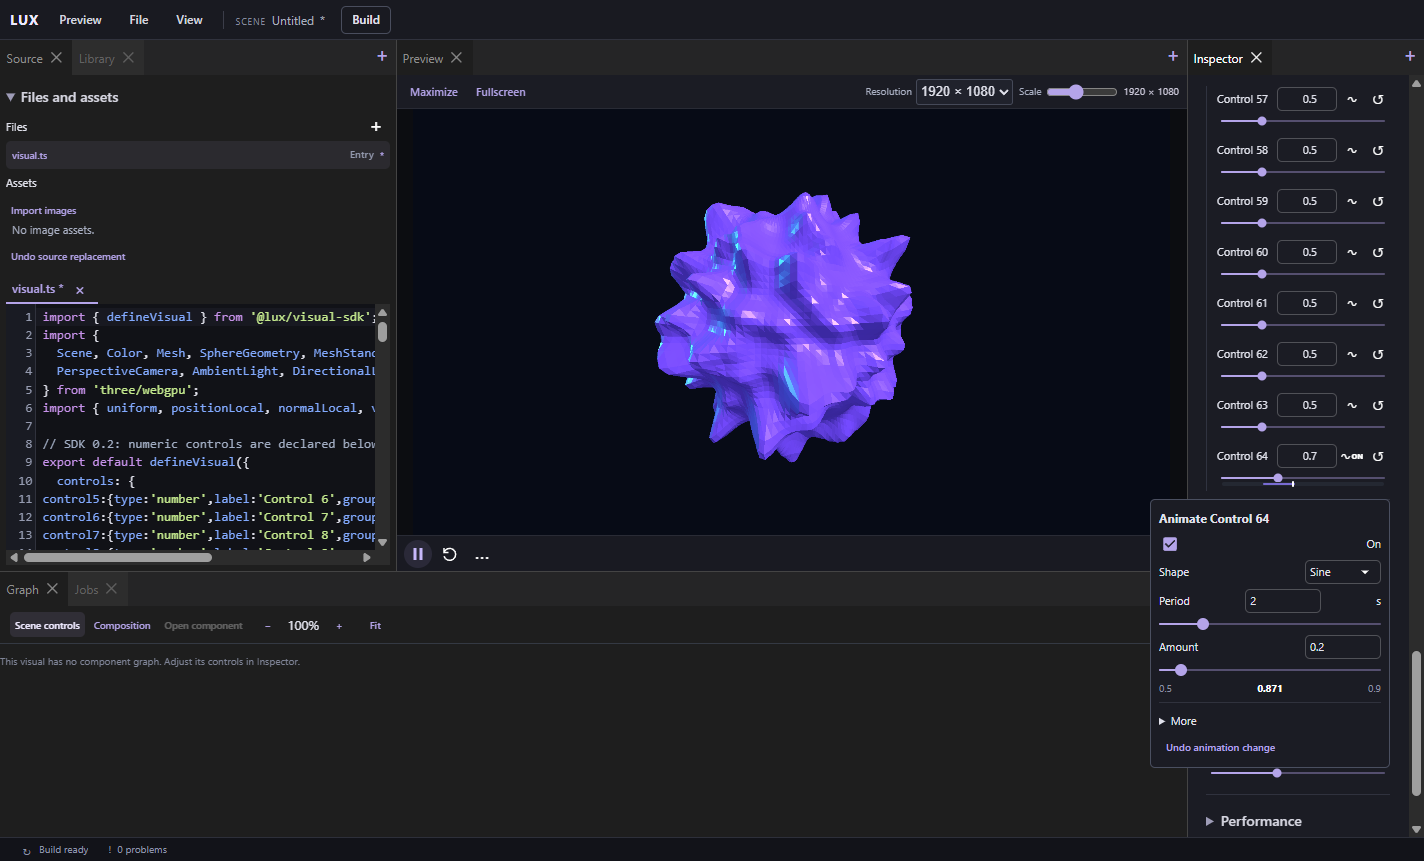 LUX Preview File View SCENE Untitled * Build
Source Library
Preview
Inspector
Files and assets
Files
visual.ts Entry *
Assets
Import images
No image assets.
Undo source replacement
visual.ts *
1 import { defineVisual } from '@lux/visual-sdk';
2 import {
3 Scene, Color, Mesh, SphereGeometry, MeshStand
4 PerspectiveCamera, AmbientLight, DirectionalL
5 } from 'three/webgpu';
6 import { uniform, positionLocal, normalLocal, v
7
8 // SDK 0.2: numeric controls are declared below
9 export default defineVisual({
10 controls: {
11 control5:{type:'number',label:'Control 6',group
12 control6:{type:'number',label:'Control 7',group
13 control7:{type:'number',label:'Control 8',group
Maximize Fullscreen Resolution 1920 × 1080 Scale 1920 × 1080
...
Control 57 0.5
Control 58 0.5
Control 59 0.5
Control 60 0.5
Control 61 0.5
Control 62 0.5
Control 63 0.5
Control 64 0.7 ON
Animate Control 64
On
Shape Sine
Period 2 s
Amount 0.2
0.5 0.871 0.9
More
Undo animation change
Performance
Graph Jobs
Scene controls Composition Open component − 100% + Fit
This visual has no component graph. Adjust its controls in Inspector.
Build ready ! 0 problems